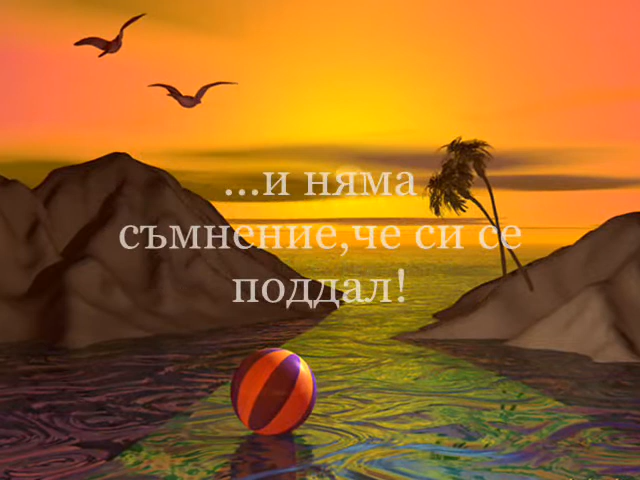 ...и няма
съмнение,че си се
поддал!